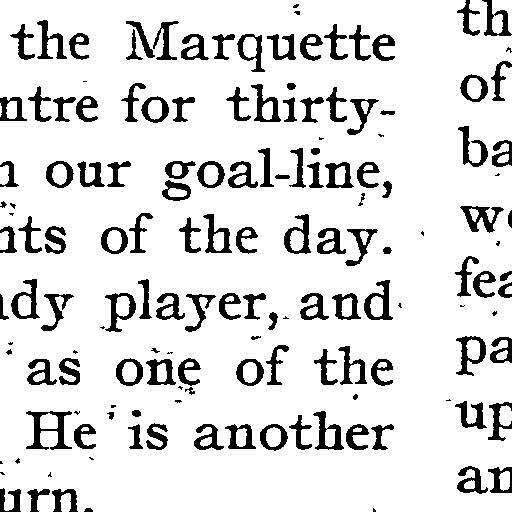 the Marquette
ntre for thirty-
our goal-line,
nts of the day.
ady player, and
as one of the
He is another
urn.
th
of
ba
we
fea
pa
up
an